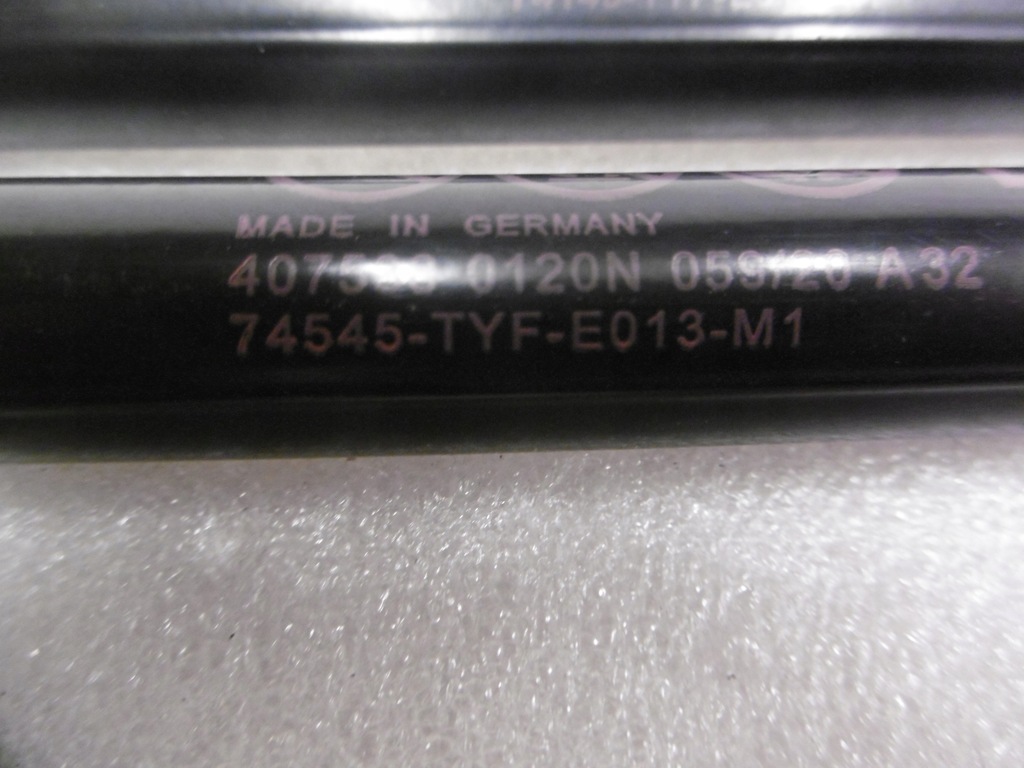 MADE IN GERMANY
0120N 059/20 A32
74545-TYF-E013-M1